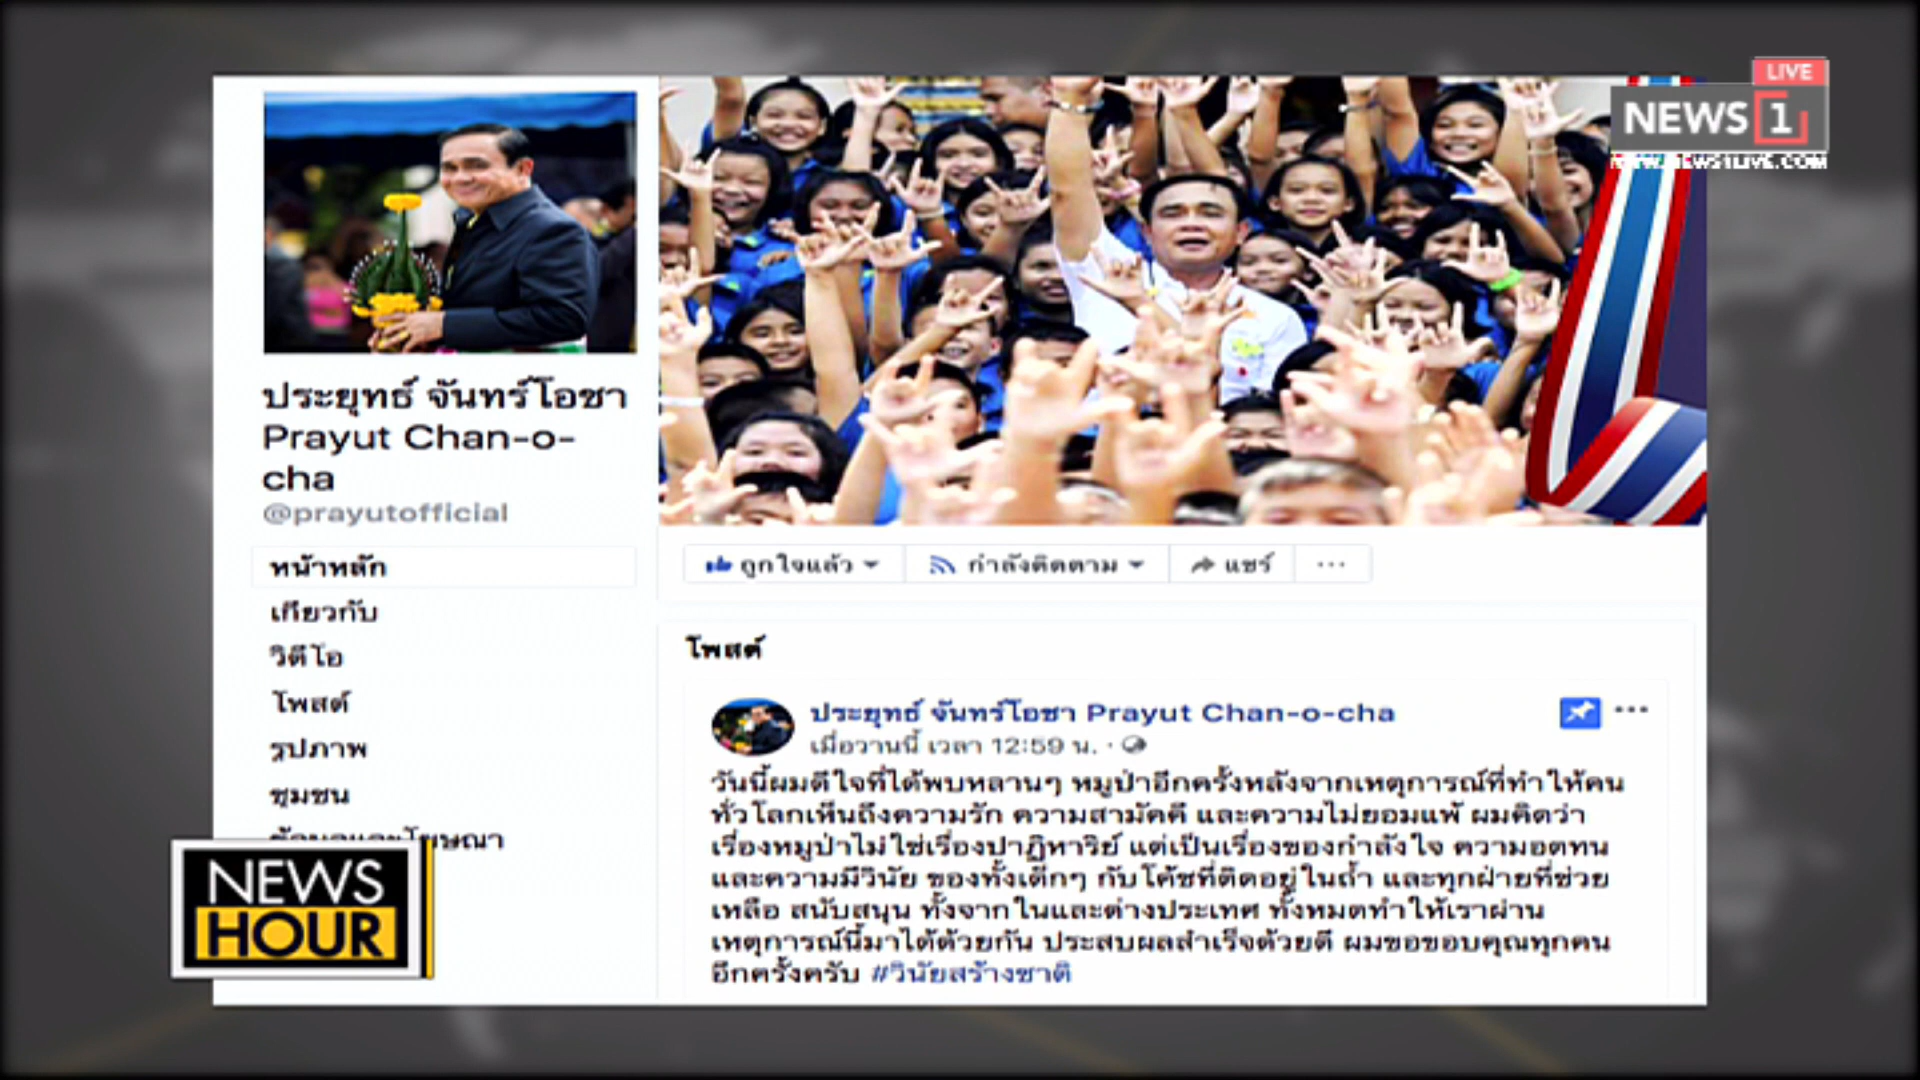 LIVE
NEWS 1
WWW.NEWS1LIVE.COM
ประยุทธ์ จันทร์โอชา
Prayut Chan-o-
cha
@prayutofficial
หน้าหลัก
เกี่ยวกับ
วิดีโอ
โพสต์
รูปภาพ
ชุมชน
ข้อมูลและโฆษณา
ถูกใจแล้ว
กำลังติดตาม
แชร์
...
โพสต์
ประยุทธ์ จันทร์โอชา Prayut Chan-o-cha
เมื่อวานนี้ เวลา 12:59 น. ·
วันนี้ผมดีใจที่ได้พบหลานๆ หมูป่าอีกครั้งหลังจากเหตุการณ์ที่ทำให้คน
ทั่วโลกเห็นถึงความรัก ความสามัคคี และความไม่ยอมแพ้ ผมคิดว่า
เรื่องหมูป่าไม่ใช่เรื่องปาฏิหาริย์ แต่เป็นเรื่องของกำลังใจ ความอดทน
และความมีวินัย ของทั้งเด็กๆ กับโค้ชที่ติดอยู่ในถ้ำ และทุกฝ่ายที่ช่วย
เหลือ สนับสนุน ทั้งจากในและต่างประเทศ ทั้งหมดทำให้เราผ่าน
เหตุการณ์นี้มาได้ด้วยกัน ประสบผลสำเร็จด้วยดี ผมขอขอบคุณทุกคน
อีกครั้งครับ #วินัยสร้างชาติ
NEWS
HOUR